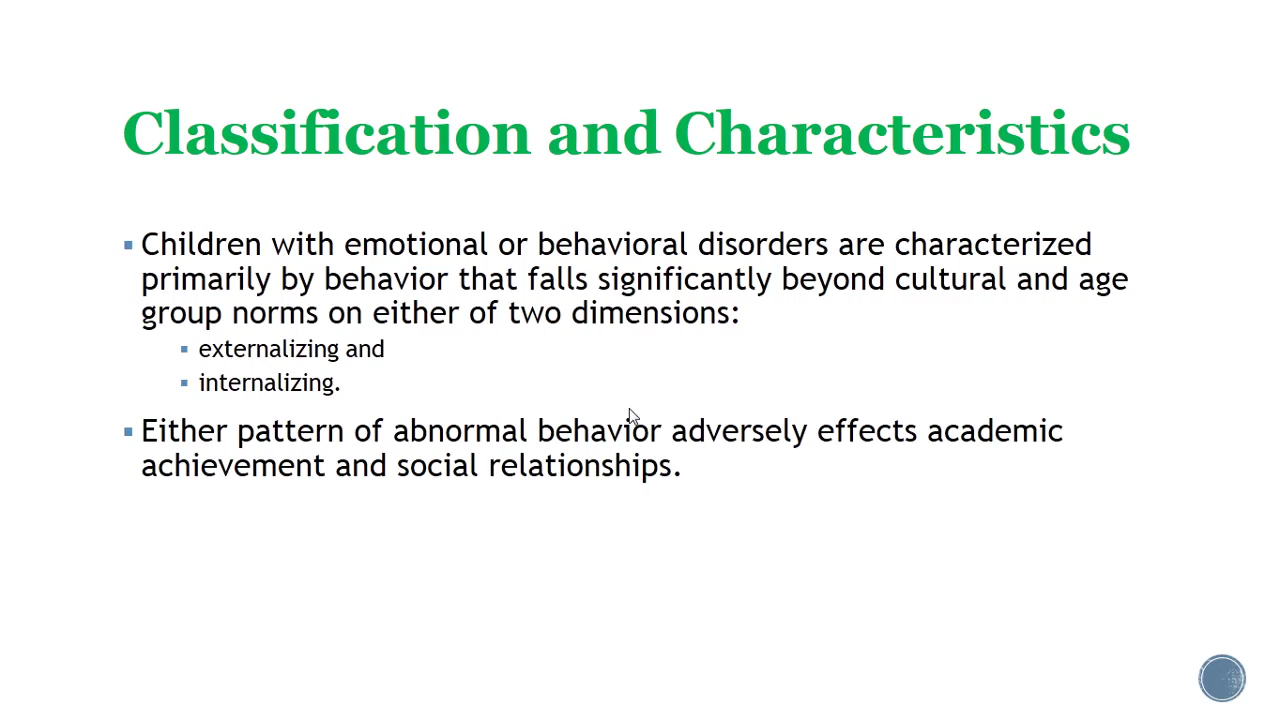 Classification and Characteristics
▪ Children with emotional or behavioral disorders are characterized
primarily by behavior that falls significantly beyond cultural and age
group norms on either of two dimensions:
▪ externalizing and
▪ internalizing.
▪ Either pattern of abnormal behavior adversely effects academic
achievement and social relationships.